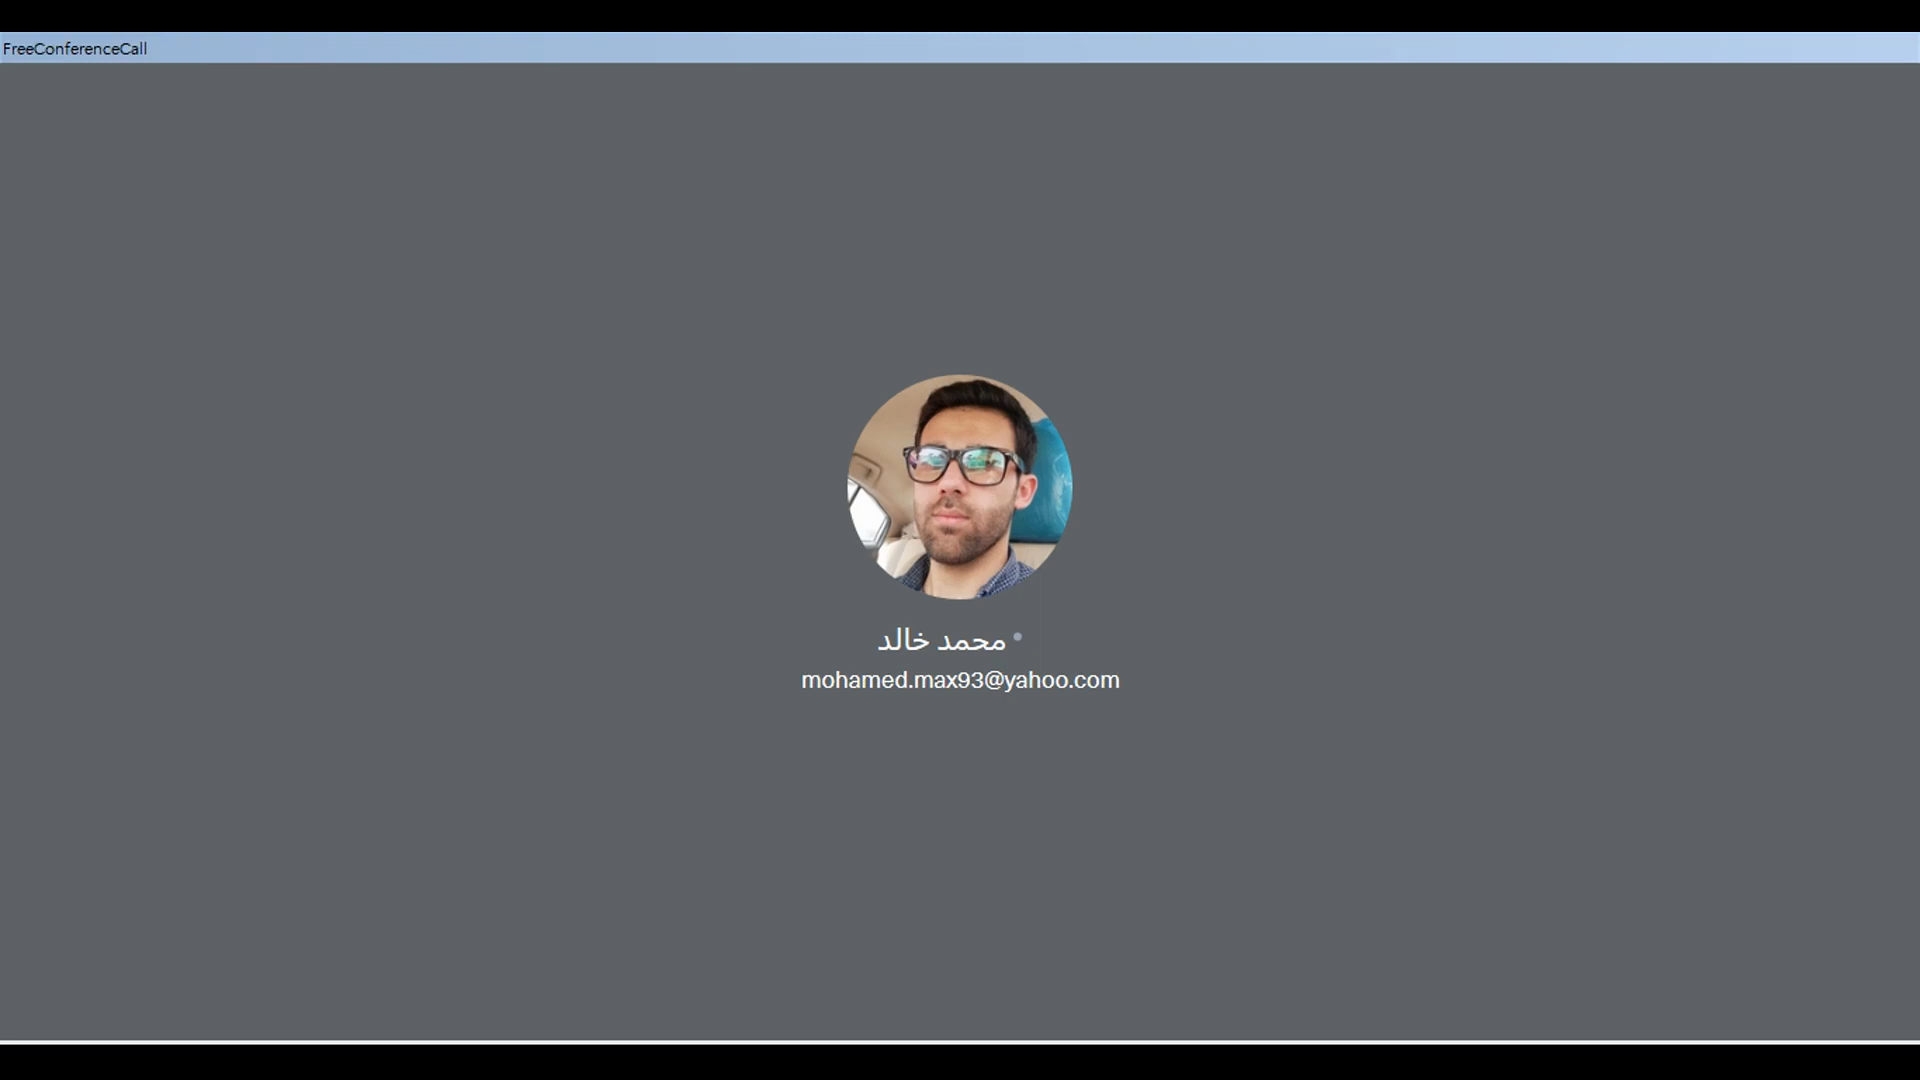 FreeConferenceCall
محمد خالد
mohamed.max93@yahoo.com